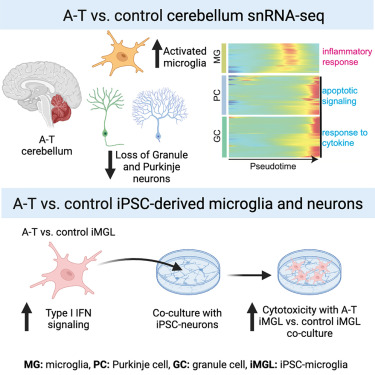 A-T vs. control cerebellum snRNA-seq
Activated
microglia
A-T
cerebellum
Loss of Granule
and Purkinje
neurons
MG
inflammatory
response
PC
apoptotic
signaling
GC
response to
cytokine
Pseudotime
A-T vs. control iPSC-derived microglia and neurons
A-T vs. control iMGL
Type I IFN
signaling
Co-culture with
iPSC-neurons
Cytotoxicity with A-T
iMGL vs. control iMGL
co-culture
MG: microglia, PC: Purkinje cell, GC: granule cell, iMGL: iPSC-microglia